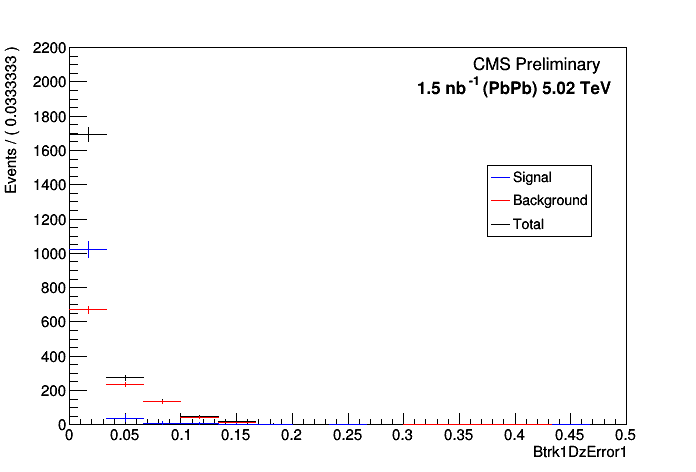 CMS Preliminary
1.5 nb⁻¹ (PbPb) 5.02 TeV
Events / ( 0.0333333 )
2200
2000
1800
1600
1400
1200
1000
800
600
400
200
0
Signal
Background
Total
0 0.05 0.1 0.15 0.2 0.25 0.3 0.35 0.4 0.45 0.5
Btrk1DzError1